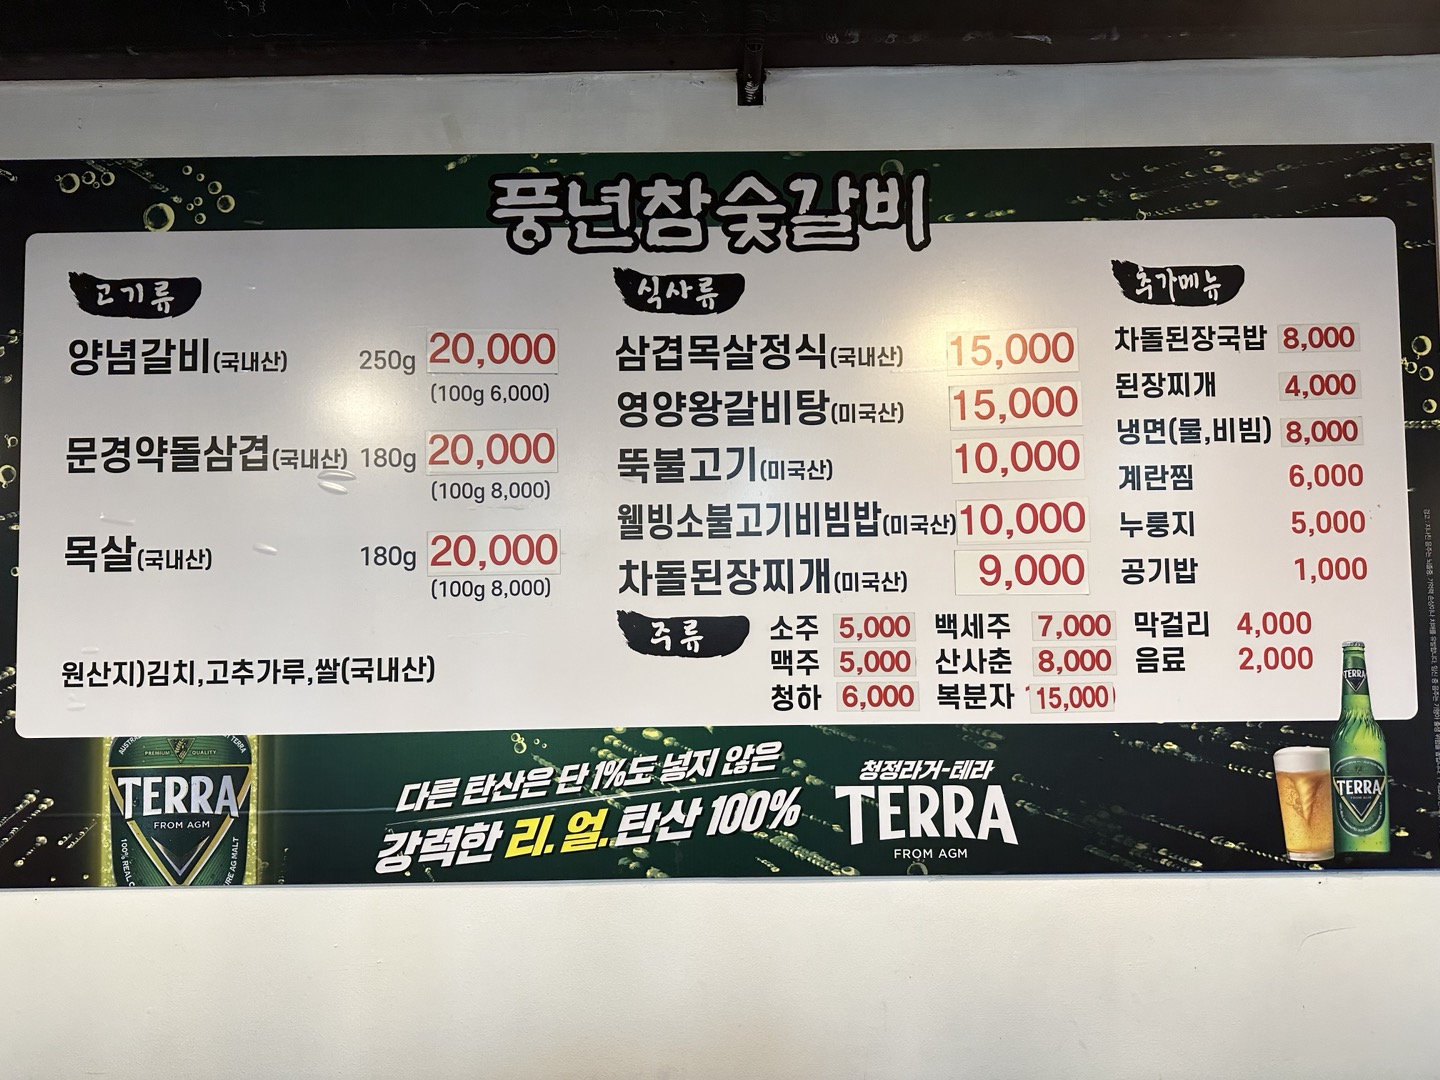 풍년참숯갈비
고기류
양념갈비(국내산) 250g 20,000
(100g 6,000)
문경약돌삼겹(국내산) 180g 20,000
(100g 8,000)
목살(국내산) 180g 20,000
(100g 8,000)
원산지)김치,고추가루,쌀(국내산)
식사류
삼겹목살정식(국내산) 15,000
영양왕갈비탕(미국산) 15,000
뚝불고기(미국산) 10,000
웰빙소불고기비빔밥(미국산) 10,000
차돌된장찌개(미국산) 9,000
추가메뉴
차돌된장국밥 8,000
된장찌개 4,000
냉면(물,비빔) 8,000
계란찜 6,000
누룽지 5,000
공기밥 1,000
주류
소주 5,000 백세주 7,000 막걸리 4,000
맥주 5,000 산사춘 8,000 음료 2,000
청하 6,000 복분자 15,000
PREMIUM QUALITY
TERRA
FROM AGM
다른 탄산은 단 1%도 넣지 않은
강력한 리.얼.탄산 100%
청정라거-테라
TERRA
FROM AGM
TERRA
TERRA